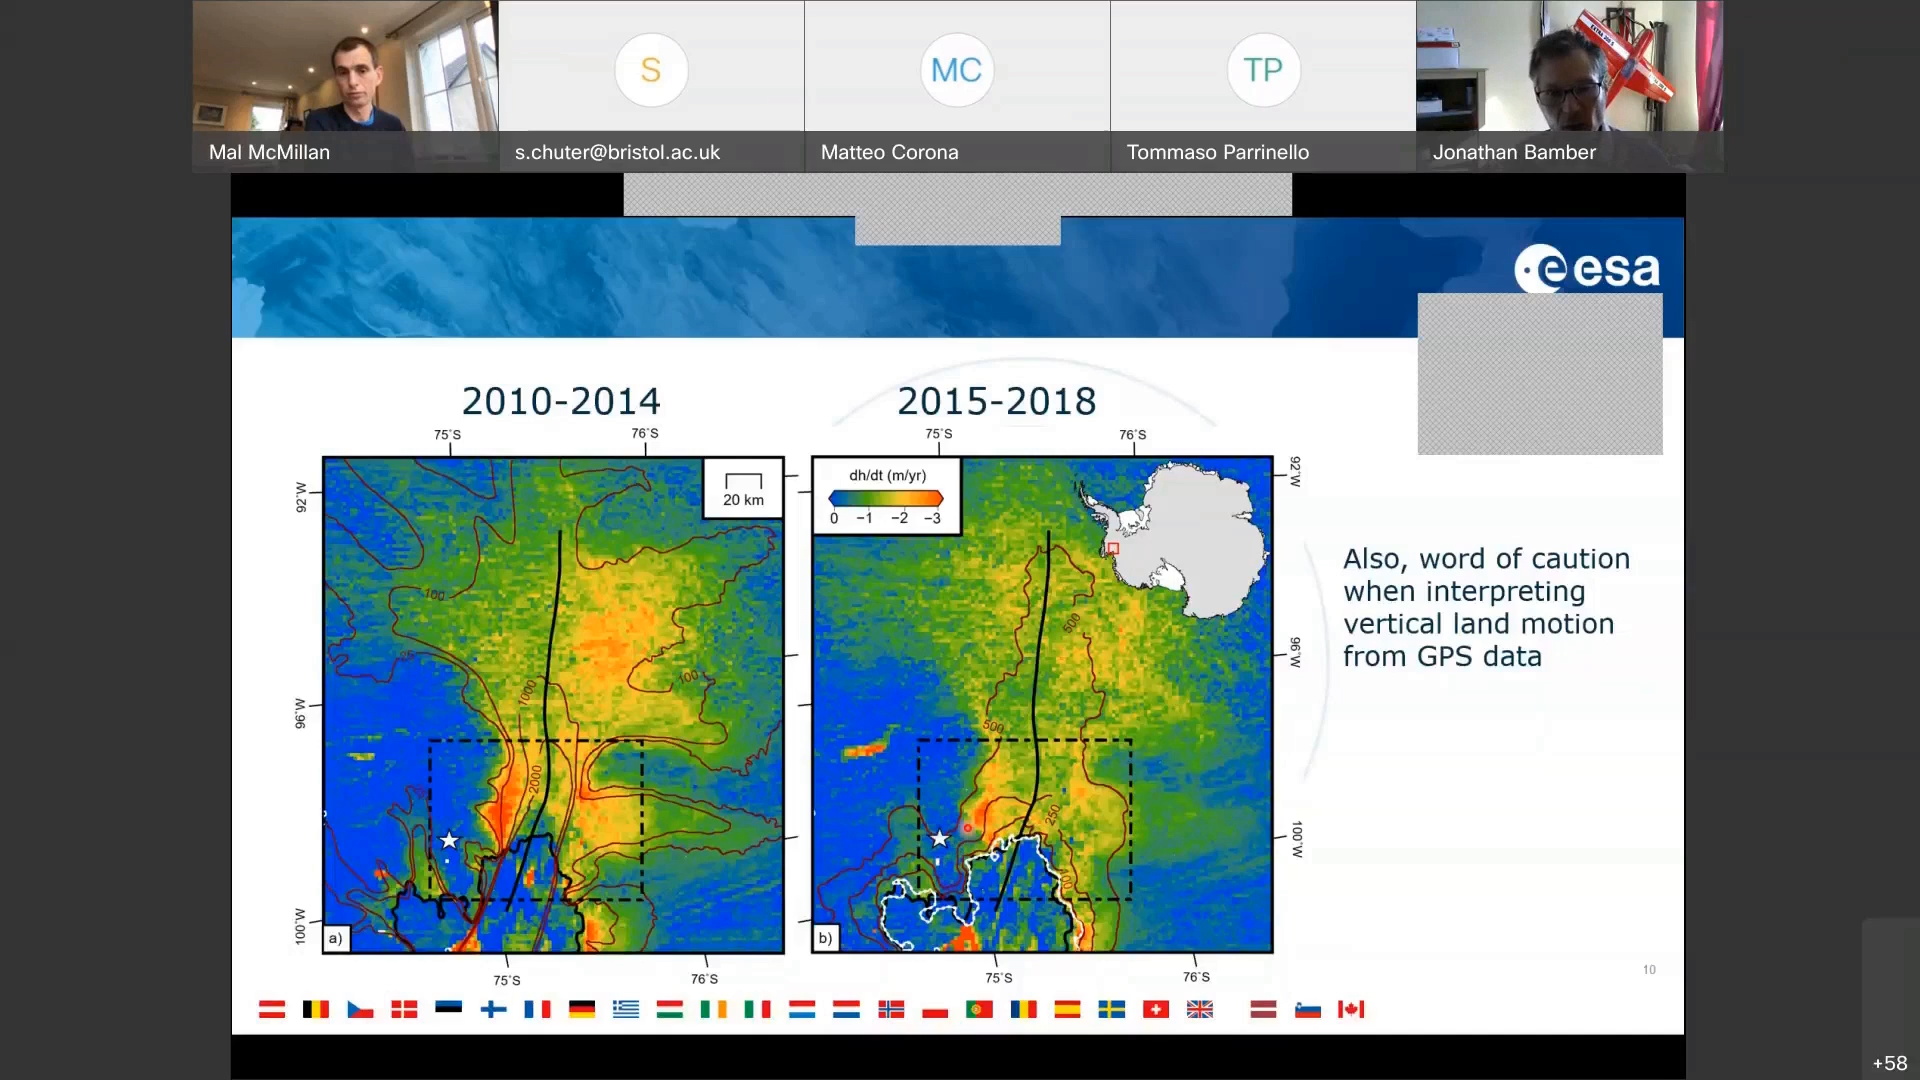 S
MC
TP
Mal McMillan
s.chuter@bristol.ac.uk
Matteo Corona
Tommaso Parrinello
Jonathan Bamber
esa
2010-2014
2015-2018
75°S
76°S
75°S
76°S
20 km
dh/dt (m/yr)
0 −1 −2 −3
92°W
96°W
100°W
92°W
96°W
100°W
100
25
1000
100
2000
500
500
250
100
a)
b)
75°S
76°S
75°S
76°S
Also, word of caution
when interpreting
vertical land motion
from GPS data
10
+58